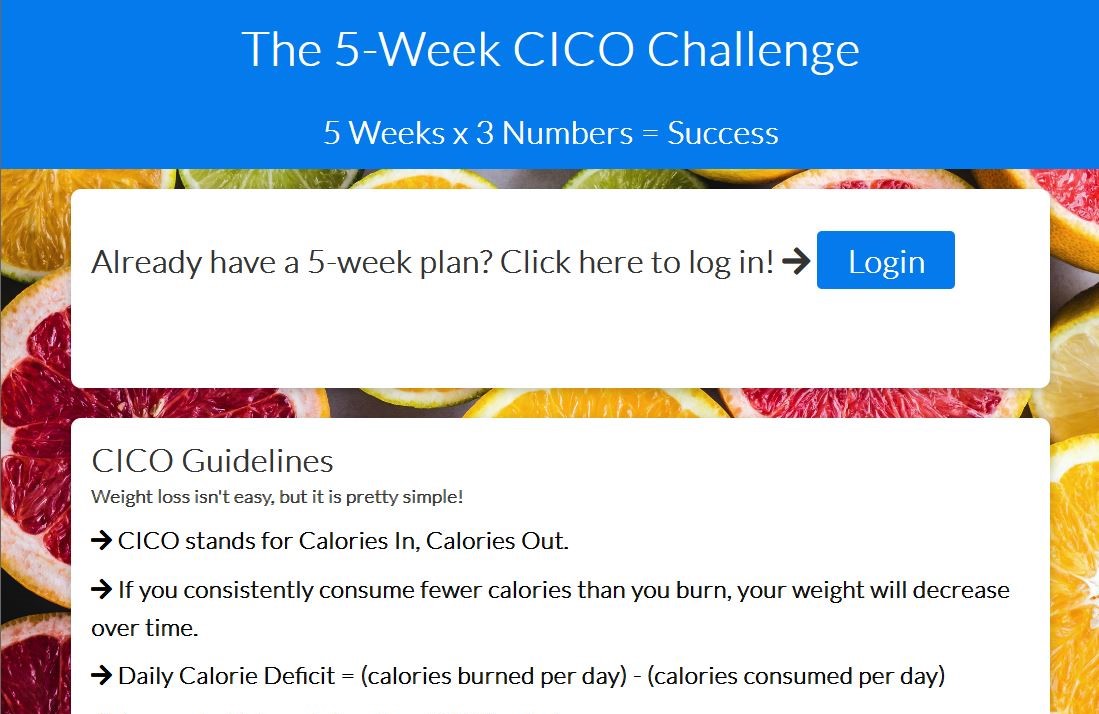 The 5-Week CICO Challenge
5 Weeks x 3 Numbers = Success
Already have a 5-week plan? Click here to log in! → Login
CICO Guidelines
Weight loss isn't easy, but it is pretty simple!
→ CICO stands for Calories In, Calories Out.
→ If you consistently consume fewer calories than you burn, your weight will decrease
over time.
→ Daily Calorie Deficit = (calories burned per day) - (calories consumed per day)